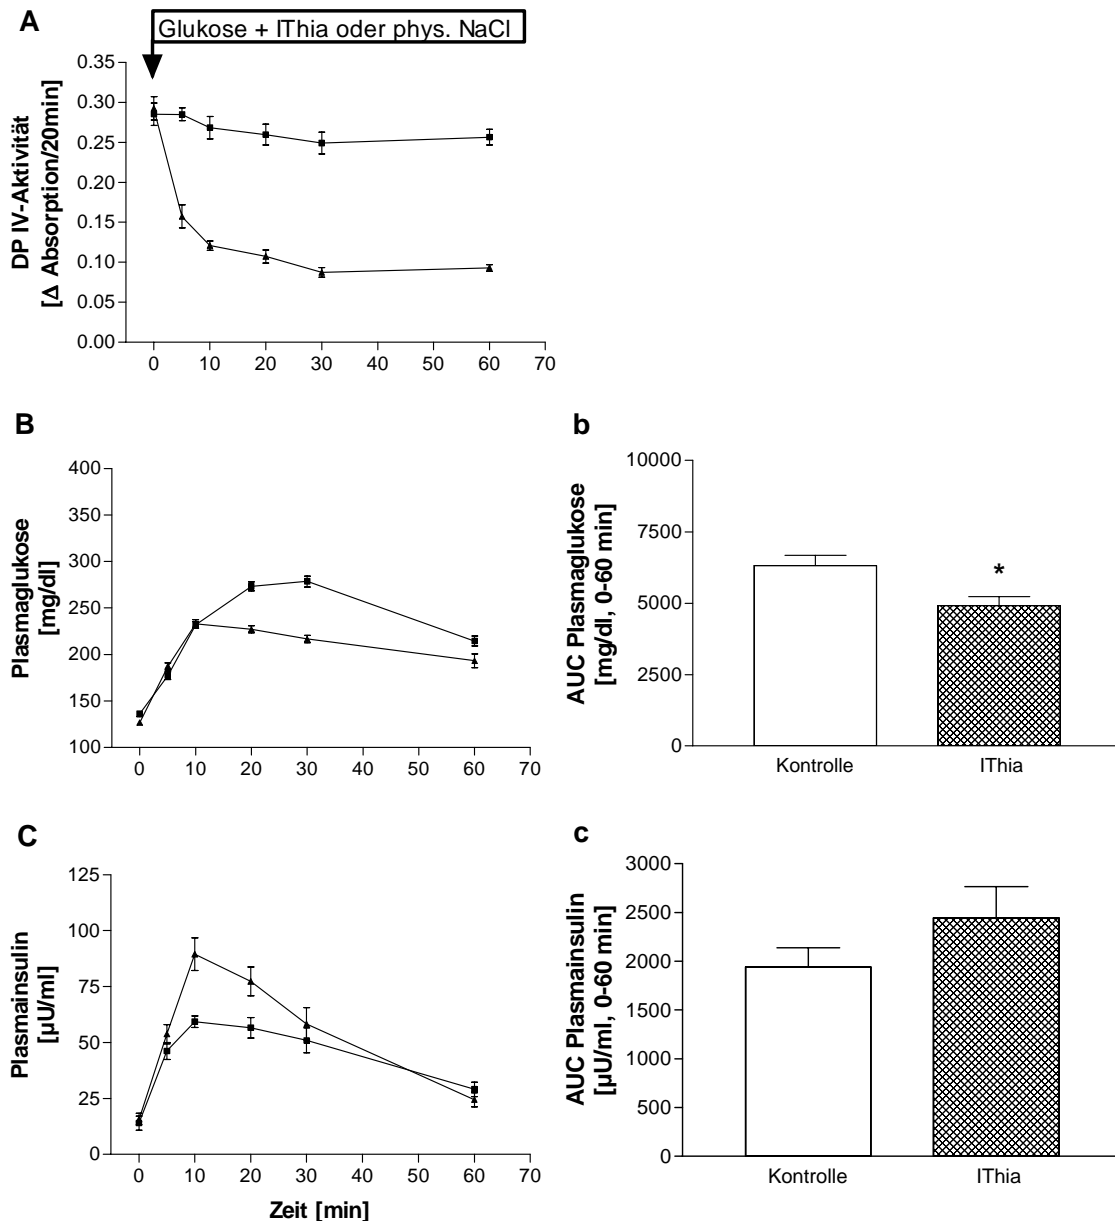 A
Glukose + IThia oder phys. NaCl
DP IV-Aktivität
[Δ Absorption/20min]
0.35
0.30
0.25
0.20
0.15
0.10
0.05
0.00
0 10 20 30 40 50 60 70
B
Plasmaglukose
[mg/dl]
400
350
300
250
200
150
100
0 10 20 30 40 50 60 70
b
AUC Plasmaglukose
[mg/dl, 0-60 min]
10000
7500
5000
2500
0
*
Kontrolle IThia
C
Plasmainsulin
[µU/ml]
125
100
75
50
25
0
0 10 20 30 40 50 60 70
Zeit [min]
c
AUC Plasmainsulin
[µU/ml, 0-60 min]
3000
2500
2000
1500
1000
500
0
Kontrolle IThia